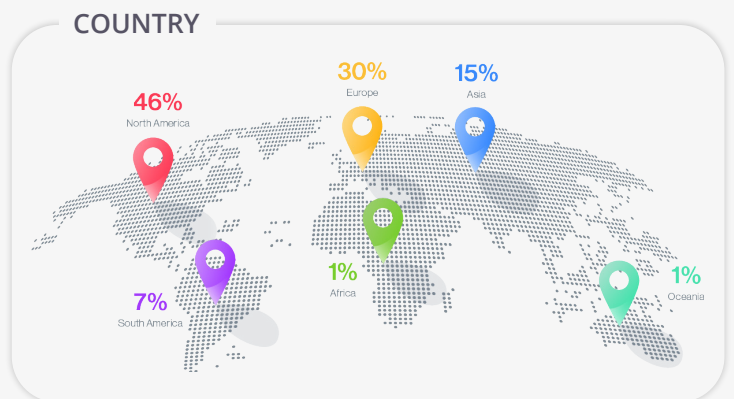 COUNTRY
46%
North America
30%
Europe
15%
Asia
7%
South America
1%
Africa
1%
Oceania